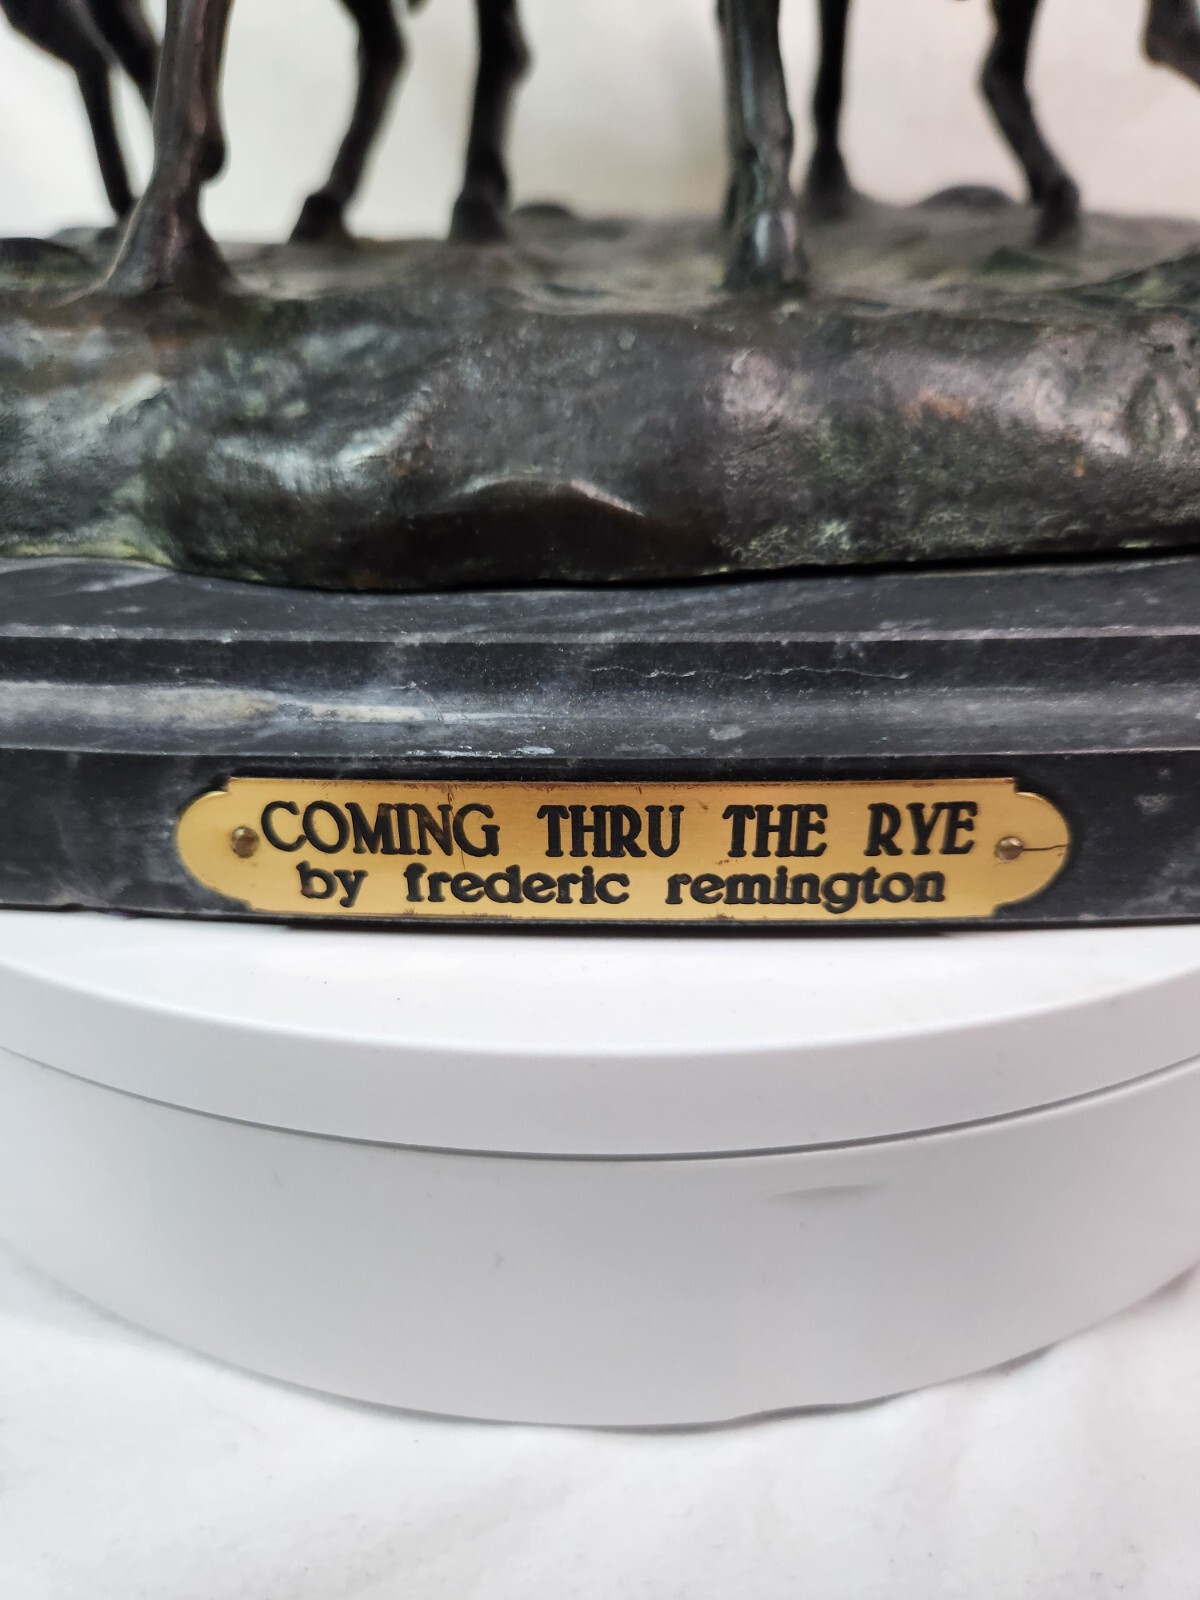 COMING THRU THE RYE
by frederic remington